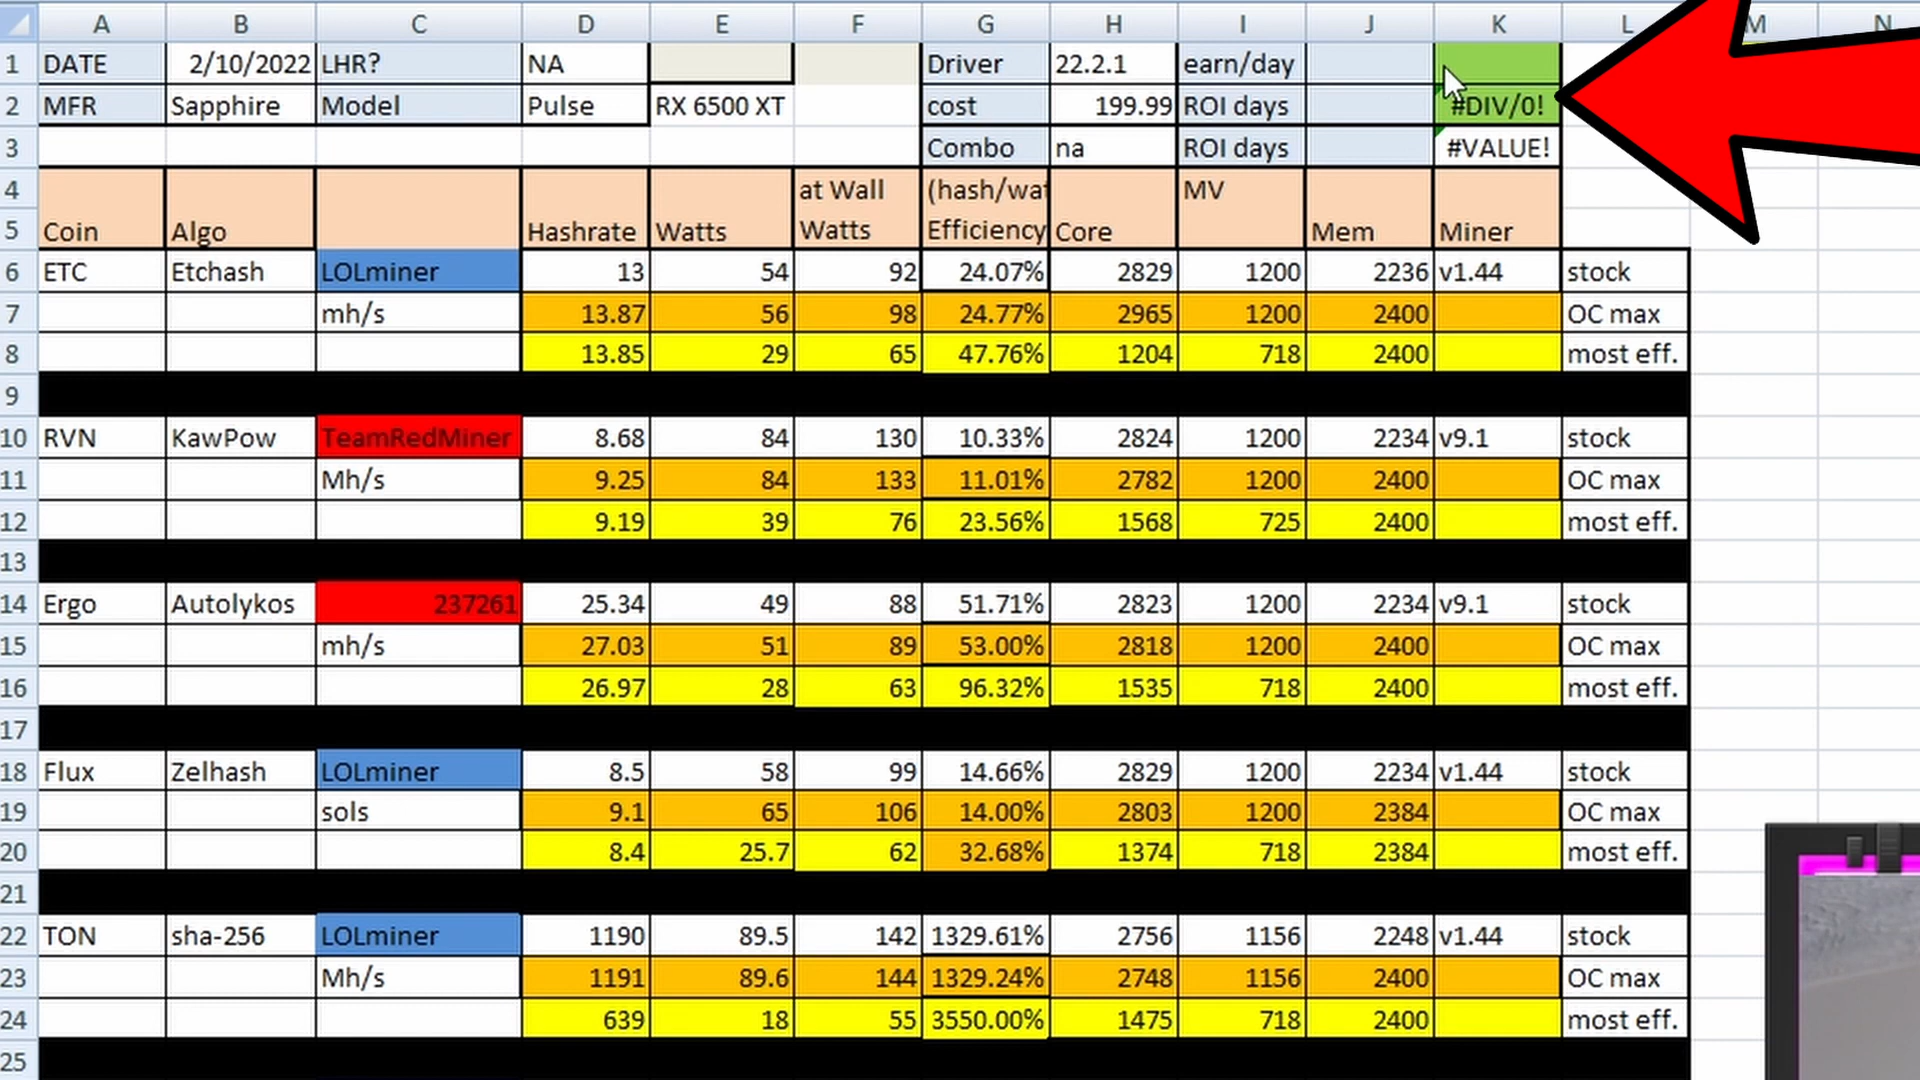 A B C D E F G H I J K L M N
1 DATE 2/10/2022 LHR? NA Driver 22.2.1 earn/day
2 MFR Sapphire Model Pulse RX 6500 XT cost 199.99 ROI days #DIV/0!
3 Combo na ROI days #VALUE!
4 at Wall (hash/wat MV
5 Coin Algo Hashrate Watts Watts Efficiency Core Mem Miner
6 ETC Etchash LOLminer 13 54 92 24.07% 2829 1200 2236 v1.44 stock
7 mh/s 13.87 56 98 24.77% 2965 1200 2400 OC max
8 13.85 29 65 47.76% 1204 718 2400 most eff.
9
10 RVN KawPow TeamRedMiner 8.68 84 130 10.33% 2824 1200 2234 v9.1 stock
11 Mh/s 9.25 84 133 11.01% 2782 1200 2400 OC max
12 9.19 39 76 23.56% 1568 725 2400 most eff.
13
14 Ergo Autolykos 237261 25.34 49 88 51.71% 2823 1200 2234 v9.1 stock
15 mh/s 27.03 51 89 53.00% 2818 1200 2400 OC max
16 26.97 28 63 96.32% 1535 718 2400 most eff.
17
18 Flux Zelhash LOLminer 8.5 58 99 14.66% 2829 1200 2234 v1.44 stock
19 sols 9.1 65 106 14.00% 2803 1200 2384 OC max
20 8.4 25.7 62 32.68% 1374 718 2384 most eff.
21
22 TON sha-256 LOLminer 1190 89.5 142 1329.61% 2756 1156 2248 v1.44 stock
23 Mh/s 1191 89.6 144 1329.24% 2748 1156 2400 OC max
24 639 18 55 3550.00% 1475 718 2400 most eff.
25